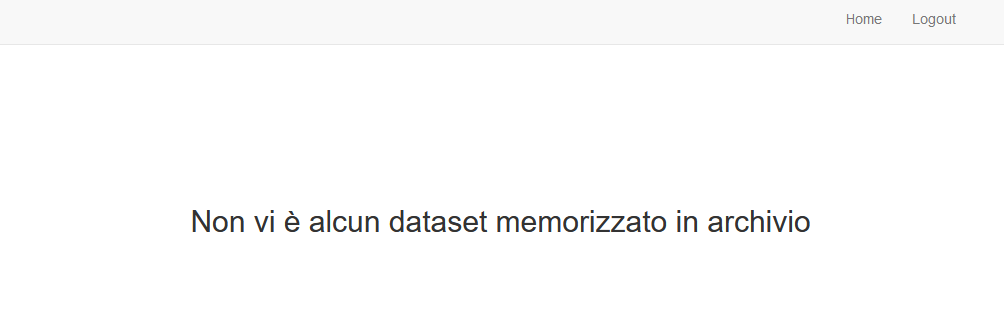 Home Logout
Non vi è alcun dataset memorizzato in archivio